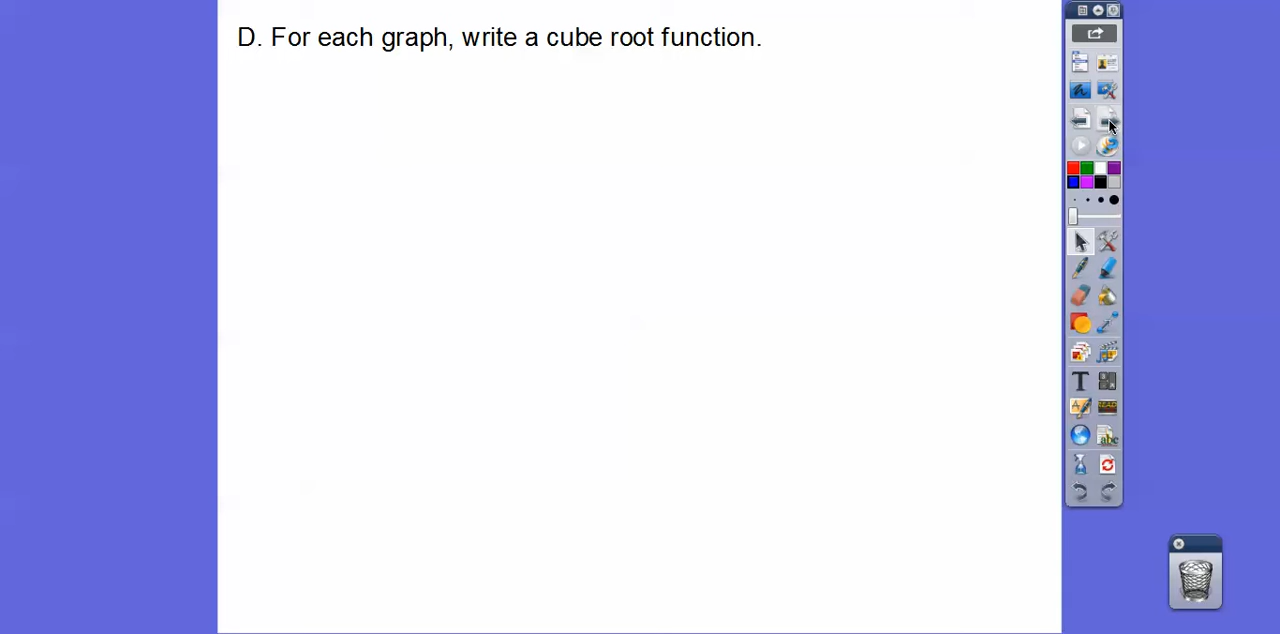 D. For each graph, write a cube root function.